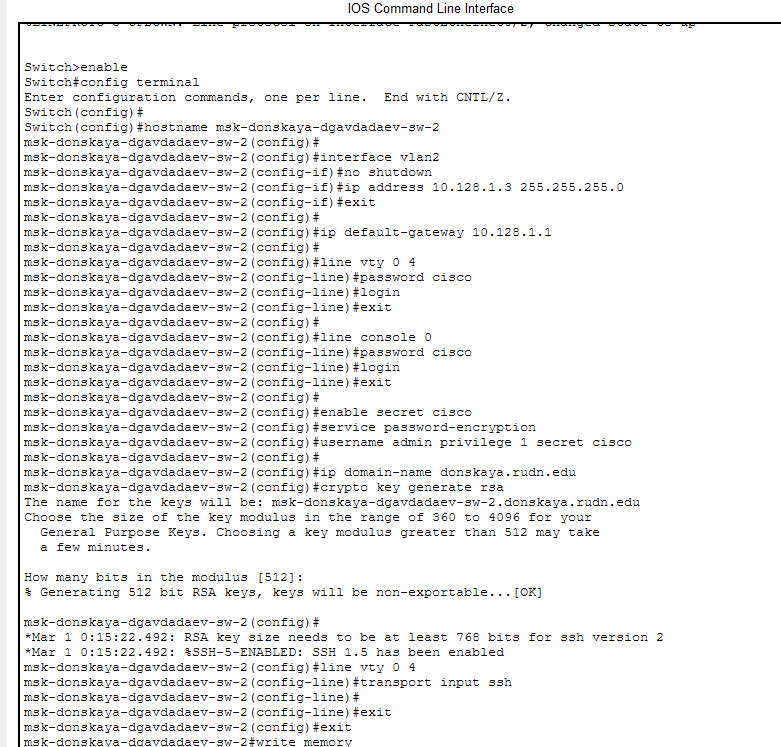 IOS Command Line Interface
Switch>enable
Switch#config terminal
Enter configuration commands, one per line.  End with CNTL/Z.
Switch(config)#
Switch(config)#hostname msk-donskaya-dgavdadaev-sw-2
msk-donskaya-dgavdadaev-sw-2(config)#
msk-donskaya-dgavdadaev-sw-2(config)#interface vlan2
msk-donskaya-dgavdadaev-sw-2(config-if)#no shutdown
msk-donskaya-dgavdadaev-sw-2(config-if)#ip address 10.128.1.3 255.255.255.0
msk-donskaya-dgavdadaev-sw-2(config-if)#exit
msk-donskaya-dgavdadaev-sw-2(config)#
msk-donskaya-dgavdadaev-sw-2(config)#ip default-gateway 10.128.1.1
msk-donskaya-dgavdadaev-sw-2(config)#
msk-donskaya-dgavdadaev-sw-2(config)#line vty 0 4
msk-donskaya-dgavdadaev-sw-2(config-line)#password cisco
msk-donskaya-dgavdadaev-sw-2(config-line)#login
msk-donskaya-dgavdadaev-sw-2(config-line)#exit
msk-donskaya-dgavdadaev-sw-2(config)#
msk-donskaya-dgavdadaev-sw-2(config)#line console 0
msk-donskaya-dgavdadaev-sw-2(config-line)#password cisco
msk-donskaya-dgavdadaev-sw-2(config-line)#login
msk-donskaya-dgavdadaev-sw-2(config-line)#exit
msk-donskaya-dgavdadaev-sw-2(config)#
msk-donskaya-dgavdadaev-sw-2(config)#enable secret cisco
msk-donskaya-dgavdadaev-sw-2(config)#service password-encryption
msk-donskaya-dgavdadaev-sw-2(config)#username admin privilege 1 secret cisco
msk-donskaya-dgavdadaev-sw-2(config)#
msk-donskaya-dgavdadaev-sw-2(config)#ip domain-name donskaya.rudn.edu
msk-donskaya-dgavdadaev-sw-2(config)#crypto key generate rsa
The name for the keys will be: msk-donskaya-dgavdadaev-sw-2.donskaya.rudn.edu
Choose the size of the key modulus in the range of 360 to 4096 for your
  General Purpose Keys. Choosing a key modulus greater than 512 may take
  a few minutes.
How many bits in the modulus [512]:
% Generating 512 bit RSA keys, keys will be non-exportable...[OK]
msk-donskaya-dgavdadaev-sw-2(config)#
*Mar 1 0:15:22.492: RSA key size needs to be at least 768 bits for ssh version 2
*Mar 1 0:15:22.492: %SSH-5-ENABLED: SSH 1.5 has been enabled
msk-donskaya-dgavdadaev-sw-2(config)#line vty 0 4
msk-donskaya-dgavdadaev-sw-2(config-line)#transport input ssh
msk-donskaya-dgavdadaev-sw-2(config-line)#
msk-donskaya-dgavdadaev-sw-2(config-line)#exit
msk-donskaya-dgavdadaev-sw-2(config)#exit
msk-donskaya-dgavdadaev-sw-2#write memory